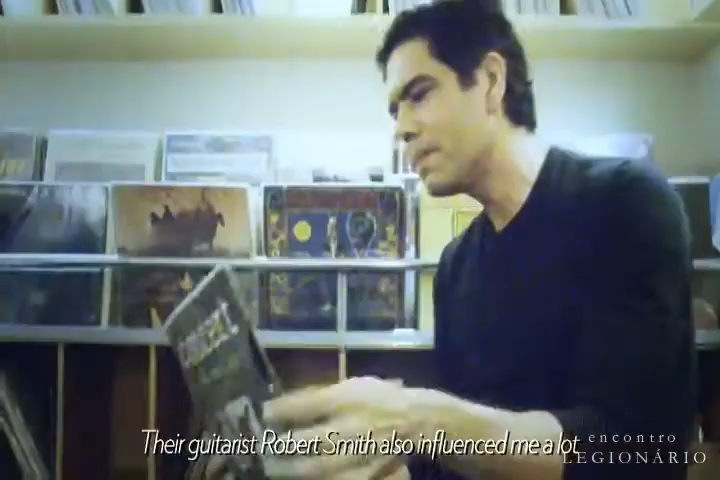 Their guitarist Robert Smith also influenced me a lot
encontro
LEGIONÁRIO